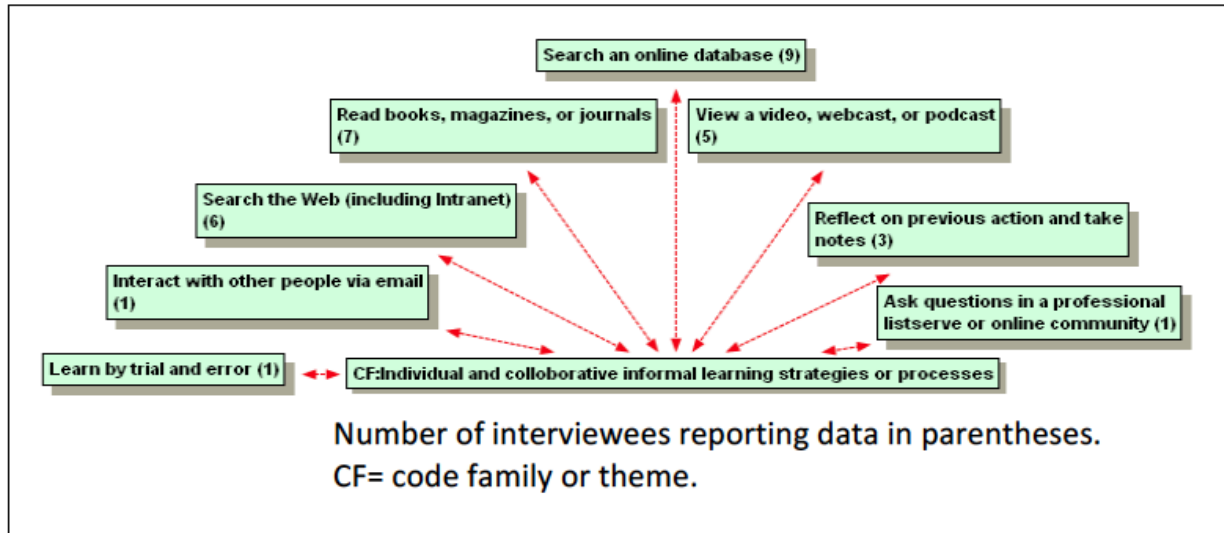 Search an online database (9)
Read books, magazines, or journals
(7)
View a video, webcast, or podcast
(5)
Search the Web (including Intranet)
(6)
Reflect on previous action and take
notes (3)
Interact with other people via email
(1)
Ask questions in a professional
listserve or online community (1)
Learn by trial and error (1)
CF:Individual and colloborative informal learning strategies or processes
Number of interviewees reporting data in parentheses.
CF= code family or theme.